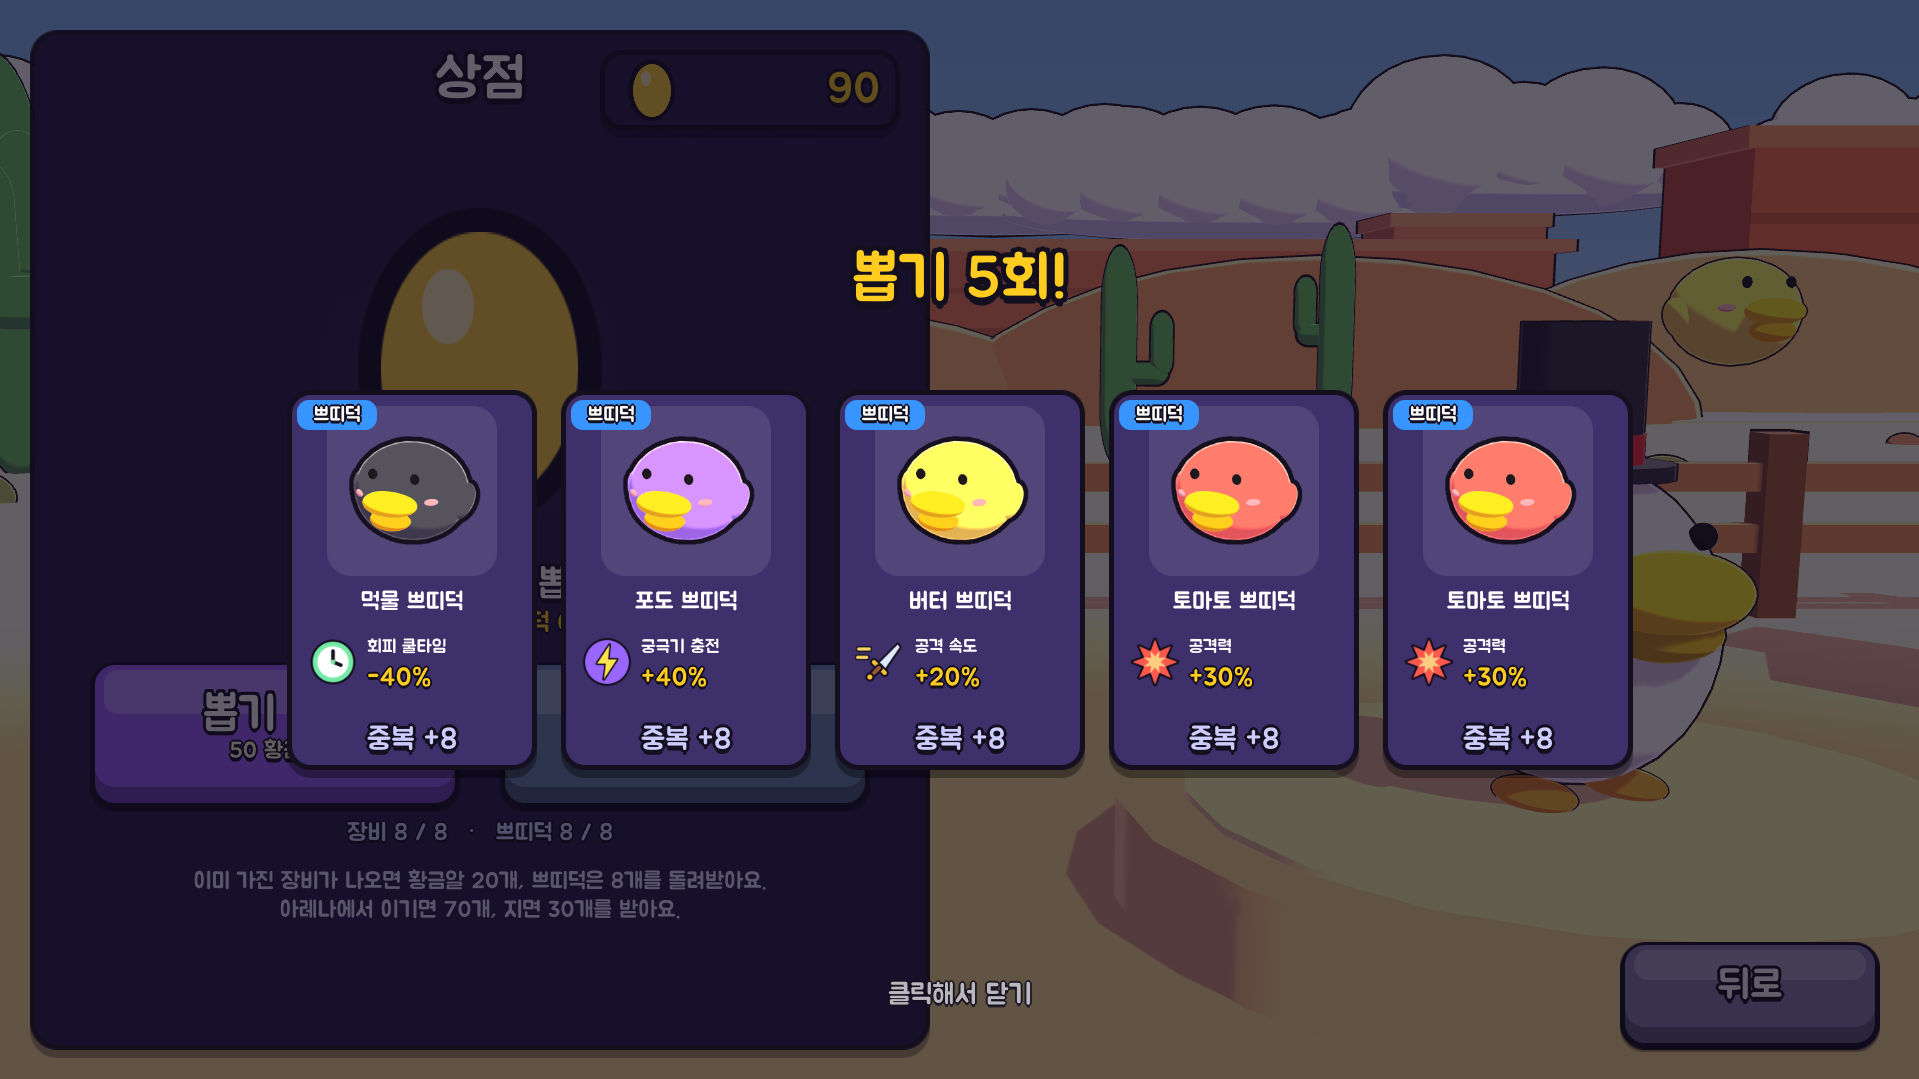 상점
90
뽑기 5회!
쁘띠덕
쁘띠덕
쁘띠덕
쁘띠덕
쁘띠덕
먹물 쁘띠덕
포도 쁘띠덕
버터 쁘띠덕
토마토 쁘띠덕
토마토 쁘띠덕
회피 쿨타임
-40%
궁극기 충전
+40%
공격 속도
+20%
공격력
+30%
공격력
+30%
중복 +8
중복 +8
중복 +8
중복 +8
중복 +8
뽑기
50
장비 8 / 8 · 쁘띠덕 8 / 8
이미 가진 장비가 나오면 황금알 20개, 쁘띠덕은 8개를 돌려받아요.
아레나에서 이기면 70개, 지면 30개를 받아요.
클릭해서 닫기
뒤로